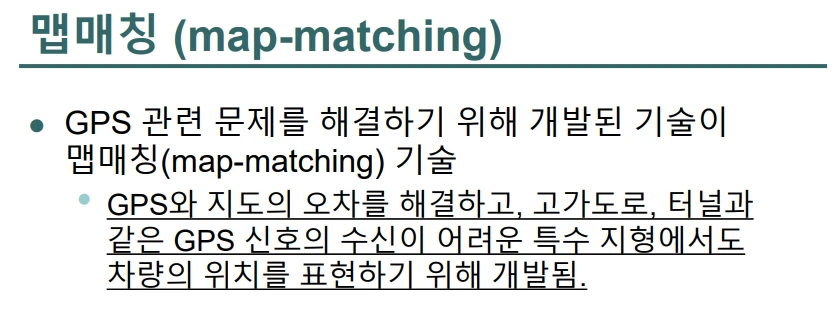 맵매칭 (map-matching)
GPS 관련 문제를 해결하기 위해 개발된 기술이
맵매칭(map-matching) 기술
GPS와 지도의 오차를 해결하고, 고가도로, 터널과
같은 GPS 신호의 수신이 어려운 특수 지형에서도
차량의 위치를 표현하기 위해 개발됨.